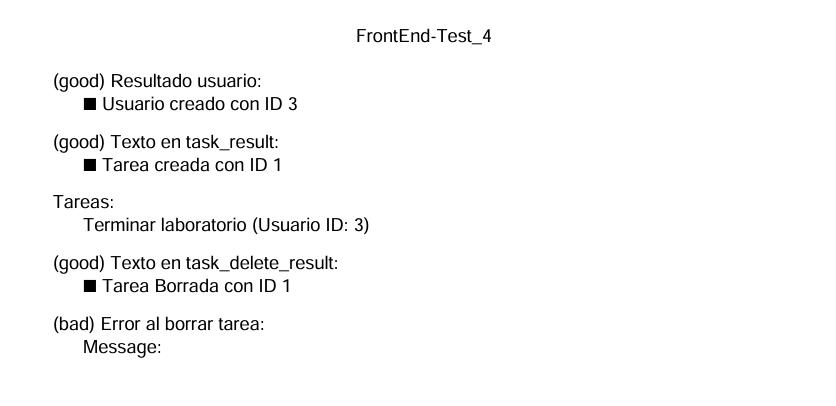 FrontEnd-Test_4
(good) Resultado usuario:
■ Usuario creado con ID 3
(good) Texto en task_result:
■ Tarea creada con ID 1
Tareas:
Terminar laboratorio (Usuario ID: 3)
(good) Texto en task_delete_result:
■ Tarea Borrada con ID 1
(bad) Error al borrar tarea:
Message: